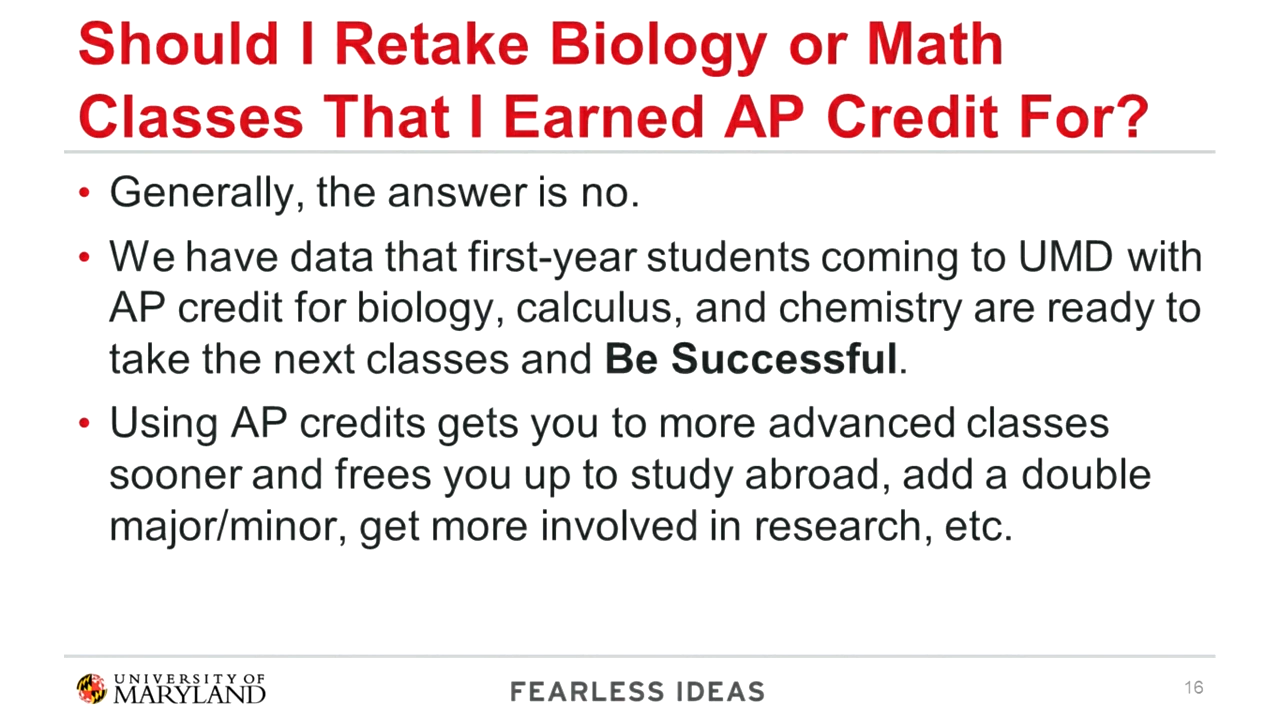 Should I Retake Biology or Math
Classes That I Earned AP Credit For?
• Generally, the answer is no.
• We have data that first-year students coming to UMD with
AP credit for biology, calculus, and chemistry are ready to
take the next classes and Be Successful.
• Using AP credits gets you to more advanced classes
sooner and frees you up to study abroad, add a double
major/minor, get more involved in research, etc.
UNIVERSITY OF
MARYLAND
FEARLESS IDEAS
16